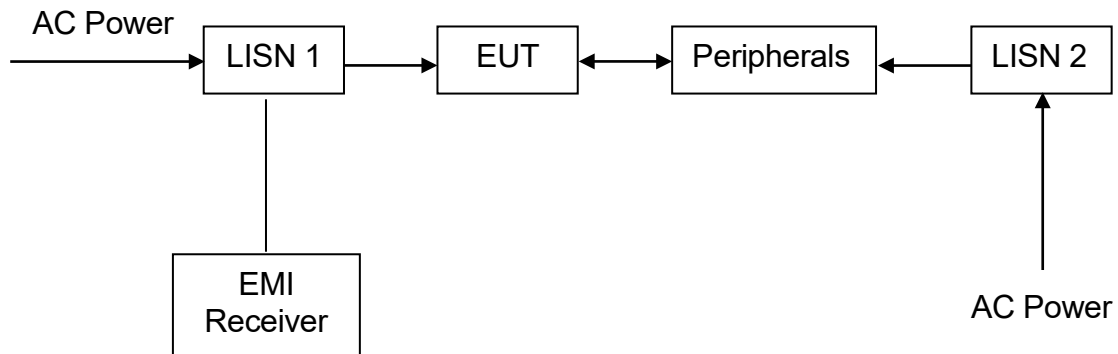 AC Power
LISN 1
EUT
Peripherals
LISN 2
EMI
Receiver
AC Power